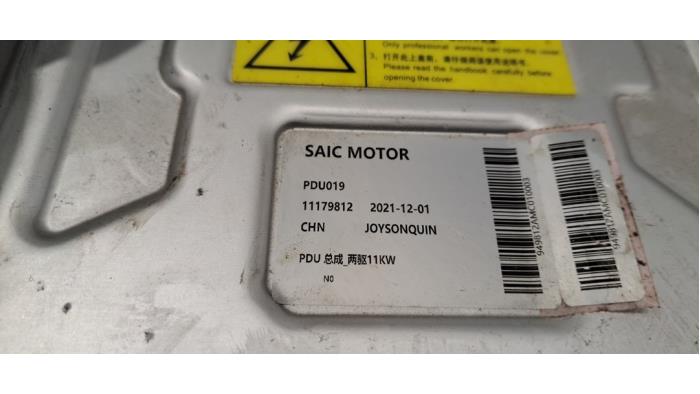 Only professional workers can open the cover
3、打开此上盖前，请仔细阅读使用说明书。
Please read the handbook carefully before
opening the cover.
SAIC MOTOR
PDU019
11179812 2021-12-01
CHN JOYSONQUIN
PDU 总成_两驱11KW
N0
949812AMC010003
949812AMC010003